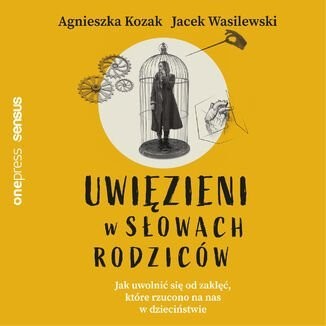 Agnieszka Kozak Jacek Wasilewski
onepress sensus
UWIĘZIENI
W SŁOWACH
RODZICÓW
Jak uwolnić się od zaklęć,
które rzucono na nas
w dzieciństwie